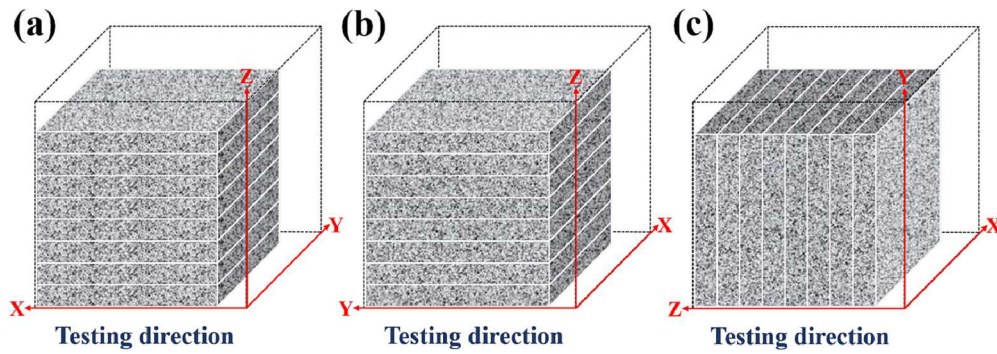 (a)
Z
Y
X
Testing direction
(b)
Z
X
Y
Testing direction
(c)
Y
X
Z
Testing direction